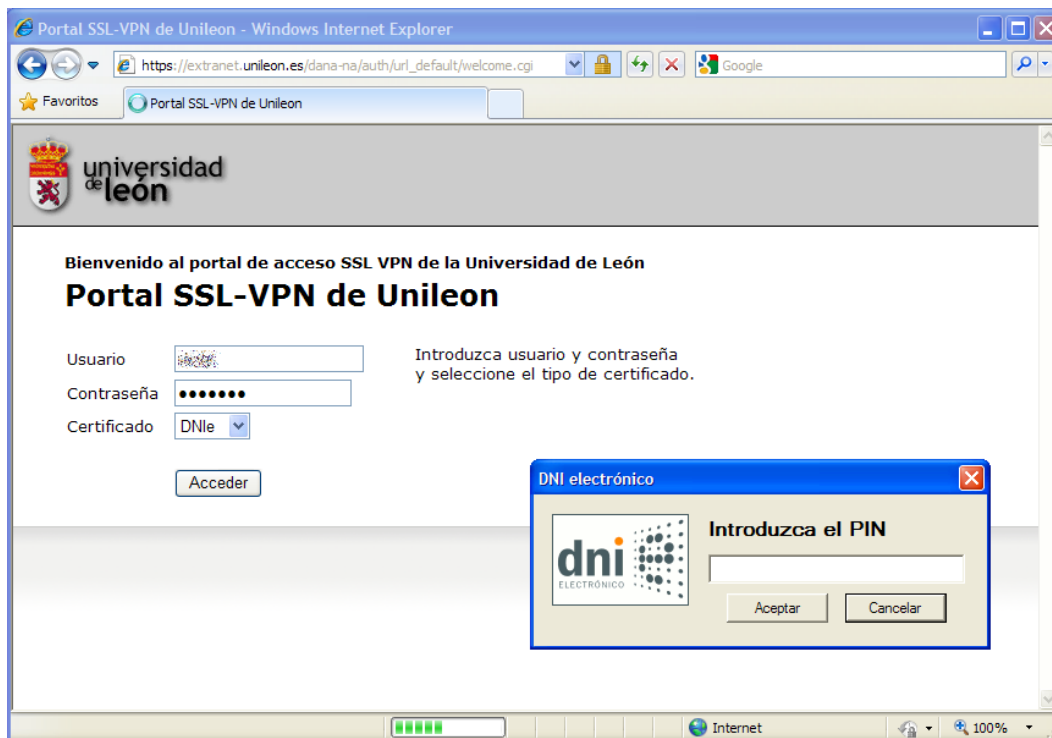 Portal SSL-VPN de Unileon - Windows Internet Explorer
https://extranet.unileon.es/dana-na/auth/url_default/welcome.cgi
Google
Favoritos
Portal SSL-VPN de Unileon
universidad
de león
Bienvenido al portal de acceso SSL VPN de la Universidad de León
Portal SSL-VPN de Unileon
Usuario
Introduzca usuario y contraseña
y seleccione el tipo de certificado.
Contraseña
Certificado DNIe
Acceder
DNI electrónico
Introduzca el PIN
dni
ELECTRÓNICO
Aceptar Cancelar
Internet 100%